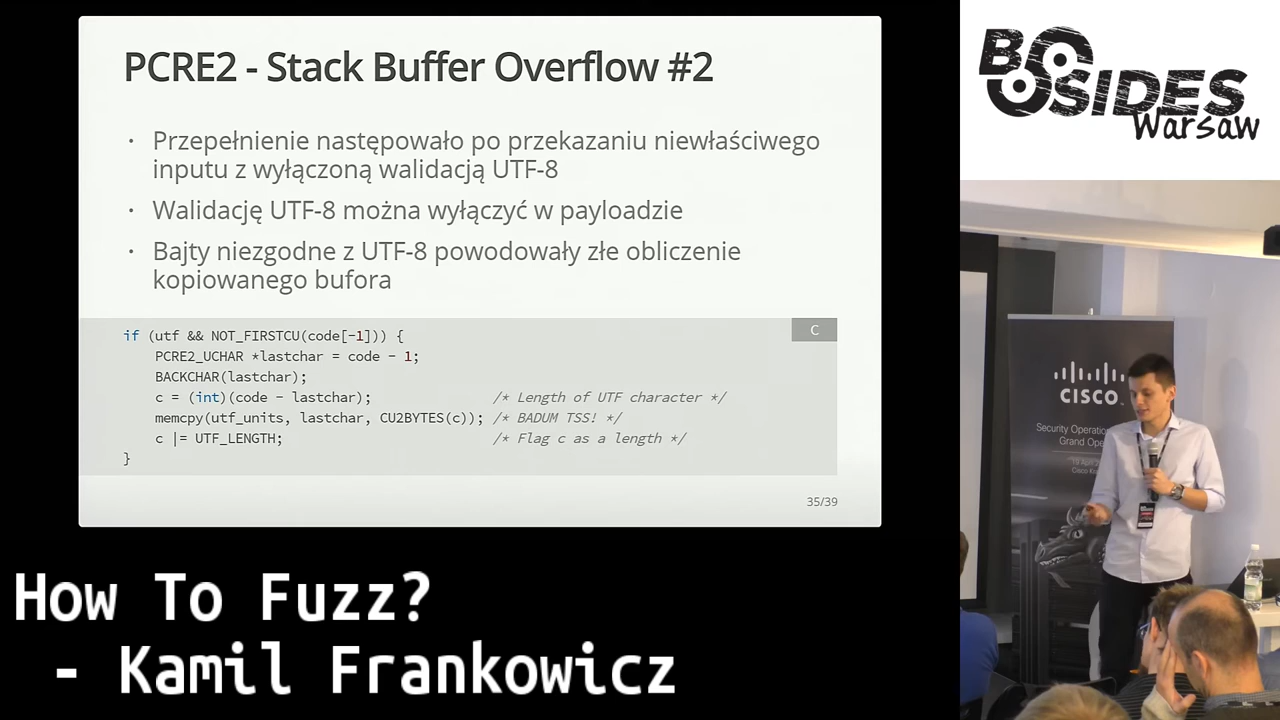 PCRE2 - Stack Buffer Overflow #2
· Przepełnienie następowało po przekazaniu niewłaściwego
inputu z wyłączoną walidacją UTF-8
· Walidację UTF-8 można wyłączyć w payloadzie
· Bajty niezgodne z UTF-8 powodowały złe obliczenie
kopiowanego bufora
C
if (utf && NOT_FIRSTCU(code[-1])) {
PCRE2_UCHAR *lastchar = code - 1;
BACKCHAR(lastchar);
c = (int)(code - lastchar); /* Length of UTF character */
memcpy(utf_units, lastchar, CU2BYTES(c)); /* BADUM TSS! */
c |= UTF_LENGTH; /* Flag c as a length */
}
35/39
How To Fuzz?
- Kamil Frankowicz
BSIDES
Warsaw
CISCO
Security Operation
Grand Ope